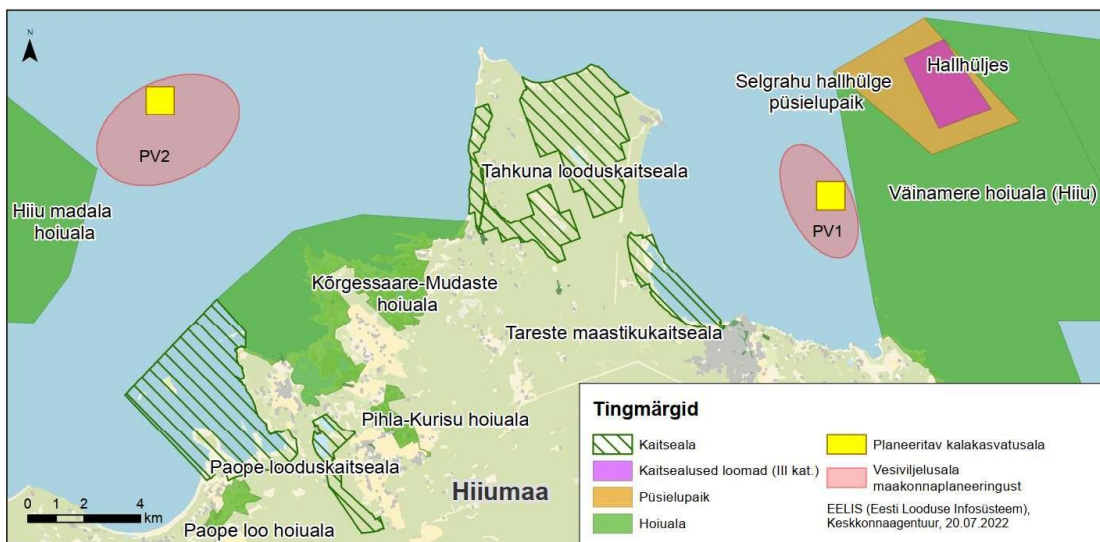 N
Hallhüljes
Selgrahu hallhülge
püsielupaik
PV2
Tahkuna looduskaitseala
Väinamere hoiuala (Hiiu)
Hiiu madala
hoiuala
PV1
Kõrgessaare-Mudaste
hoiuala
Tareste maastikukaitseala
Pihla-Kurisu hoiuala
Paope looduskaitseala
Hiiumaa
Paope loo hoiuala
0 2 4
km
Tingmärgid
Kaitseala
Kaitsealused loomad (III kat.)
Püsielupaik
Hoiuala
Planeeritav kalakasvatusala
Vesiviljelusala
maakonnaplaneeringust
EELIS (Eesti Looduse Infosüsteem),
Keskkonnaagentuur, 20.07.2022